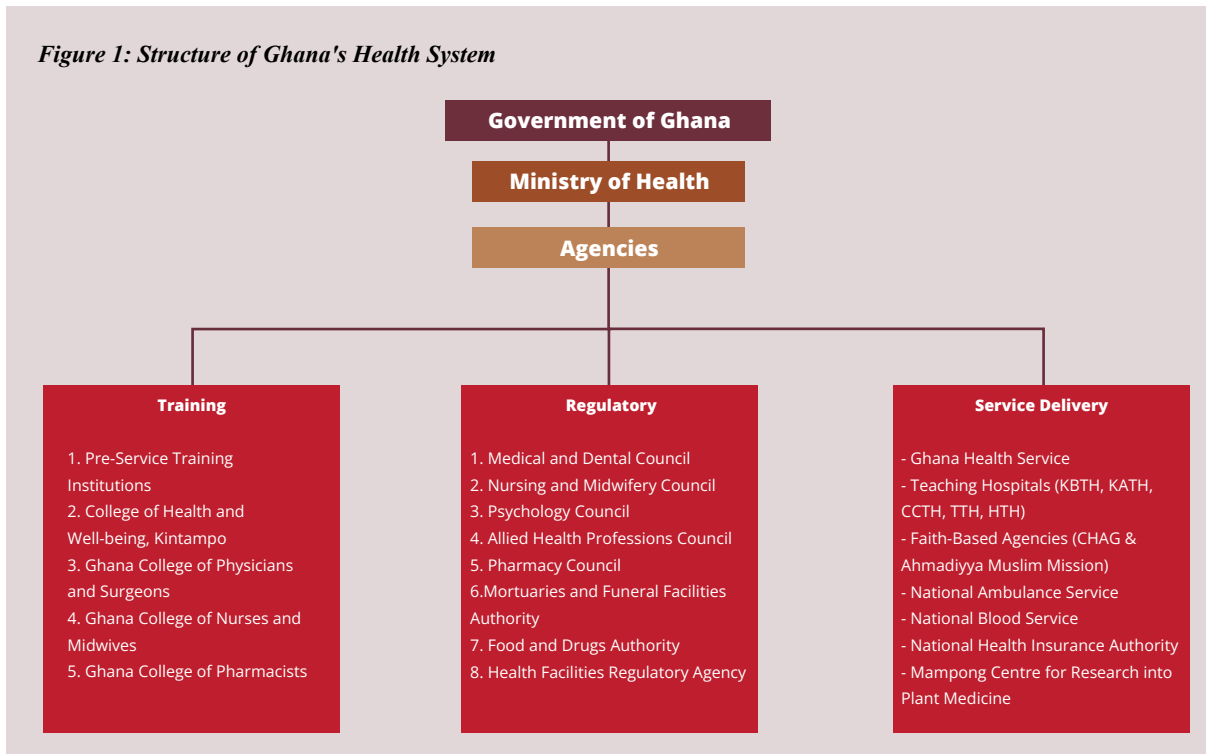 Figure 1: Structure of Ghana's Health System
Government of Ghana
Ministry of Health
Agencies
Training
1. Pre-Service Training
Institutions
2. College of Health and
Well-being, Kintampo
3. Ghana College of Physicians
and Surgeons
4. Ghana College of Nurses and
Midwives
5. Ghana College of Pharmacists
Regulatory
1. Medical and Dental Council
2. Nursing and Midwifery Council
3. Psychology Council
4. Allied Health Professions Council
5. Pharmacy Council
6.Mortuaries and Funeral Facilities
Authority
7. Food and Drugs Authority
8. Health Facilities Regulatory Agency
Service Delivery
- Ghana Health Service
- Teaching Hospitals (KBTH, KATH,
CCTH, TTH, HTH)
- Faith-Based Agencies (CHAG &
Ahmadiyya Muslim Mission)
- National Ambulance Service
- National Blood Service
- National Health Insurance Authority
- Mampong Centre for Research into
Plant Medicine